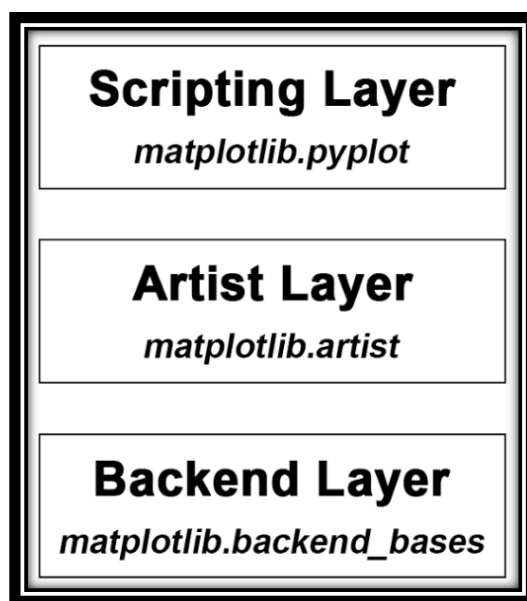 Scripting Layer
matplotlib.pyplot
Artist Layer
matplotlib.artist
Backend Layer
matplotlib.backend_bases